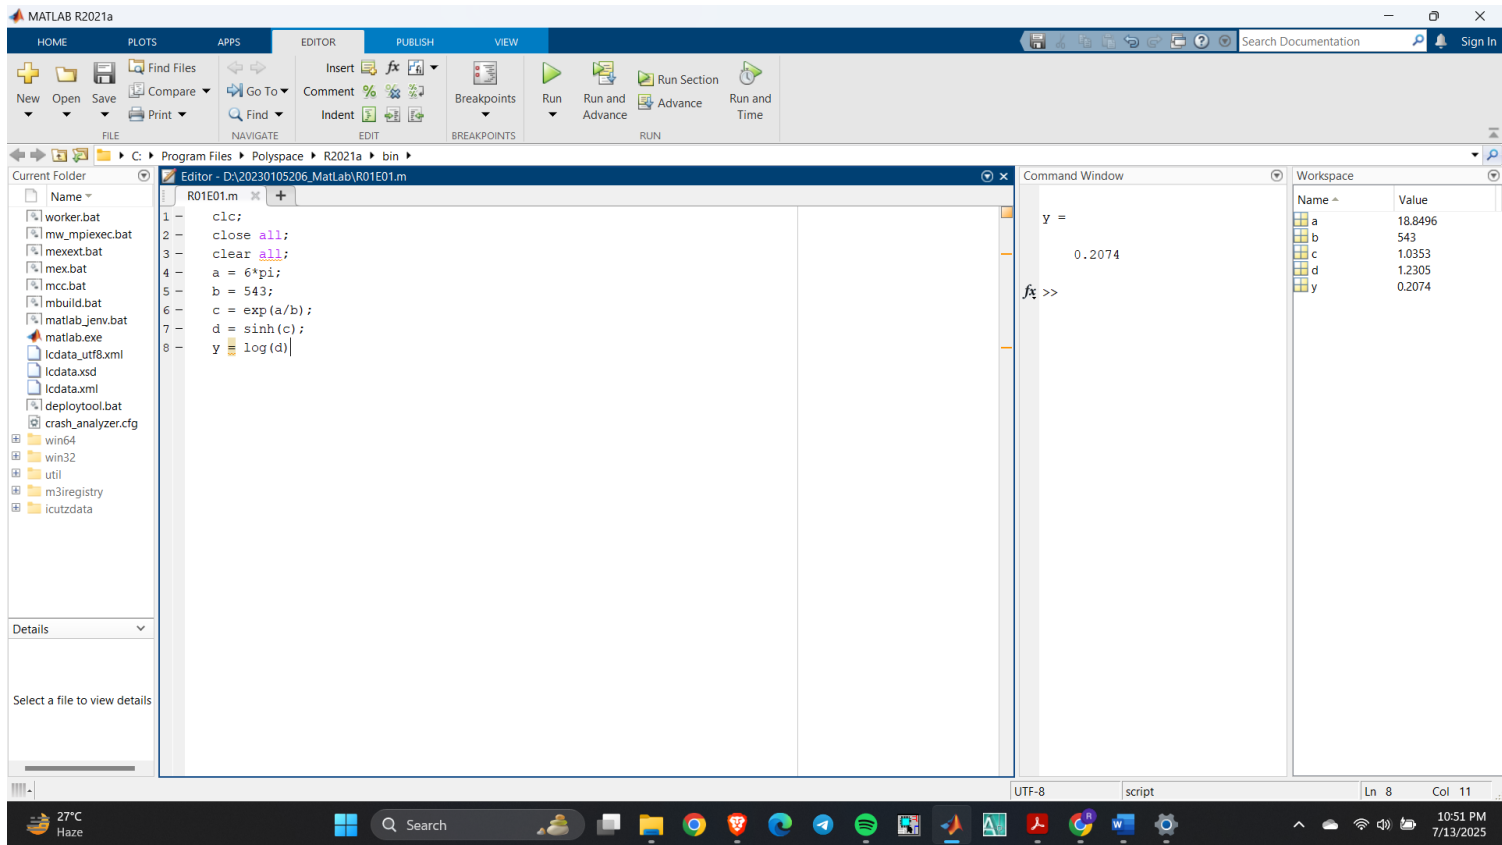 MATLAB R2021a
HOME PLOTS APPS EDITOR PUBLISH VIEW
Search Documentation
Sign In
New
Open
Save
Find Files
Compare
Print
FILE
Go To
Find
NAVIGATE
Insert
Comment
Indent
EDIT
Breakpoints
BREAKPOINTS
Run
Run and
Advance
Run Section
Advance
Run and
Time
RUN
C: Program Files Polyspace R2021a bin
Current Folder
Name
worker.bat
mw_mpiexec.bat
mexext.bat
mex.bat
mcc.bat
mbuild.bat
matlab_jenv.bat
matlab.exe
lcdata_utf8.xml
lcdata.xsd
lcdata.xml
deploytool.bat
crash_analyzer.cfg
win64
win32
util
m3iregistry
icutzdata
Details
Select a file to view details
Editor - D:\20230105206_MatLab\R01E01.m
R01E01.m
1 – clc;
2 – close all;
3 – clear all;
4 – a = 6*pi;
5 – b = 543;
6 – c = exp(a/b);
7 – d = sinh(c);
8 – y = log(d)
Command Window
y =
0.2074
fx >>
Workspace
Name Value
a 18.8496
b 543
c 1.0353
d 1.2305
y 0.2074
UTF-8
script
Ln 8 Col 11
27°C
Haze
Search
10:51 PM
7/13/2025